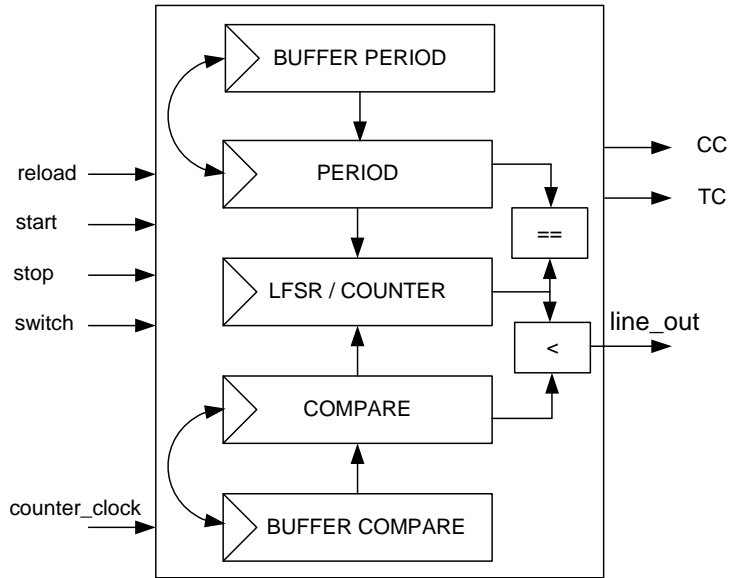 BUFFER PERIOD
PERIOD
LFSR / COUNTER
COMPARE
BUFFER COMPARE
==
<
reload
start
stop
switch
counter_clock
CC
TC
line_out